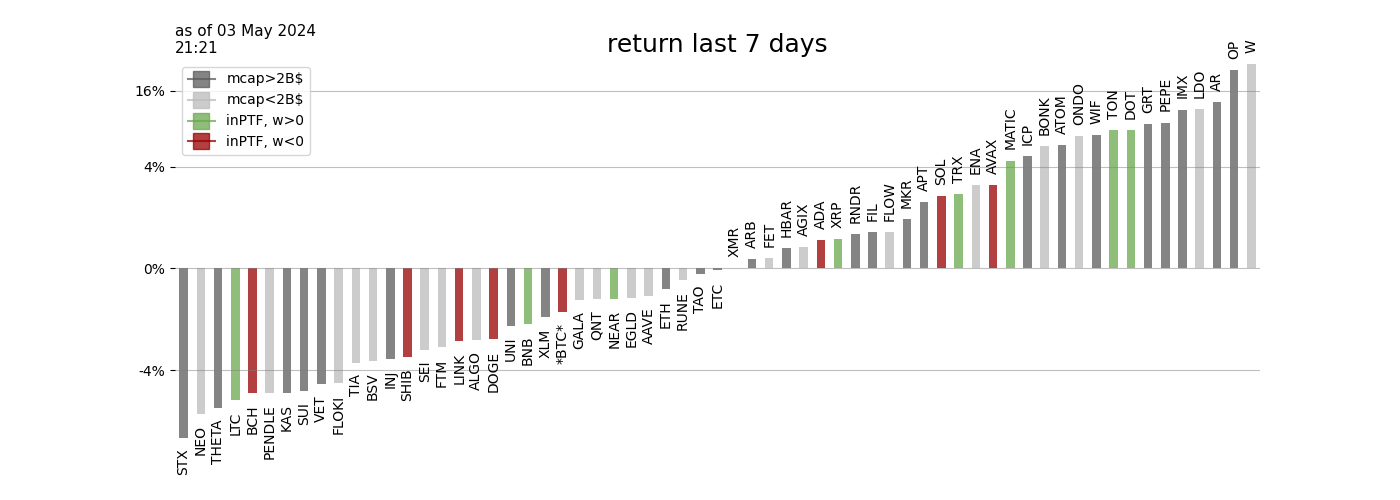 as of 03 May 2024
21:21
return last 7 days
mcap>2B$
mcap<2B$
inPTF, w>0
inPTF, w<0
16%
4%
0%
-4%
STX
NEO
THETA
LTC
BCH
PENDLE
KAS
SUI
VET
FLOKI
TIA
BSV
INJ
SHIB
SEI
FTM
LINK
ALGO
DOGE
UNI
BNB
XLM
*BTC*
GALA
QNT
NEAR
EGLD
AAVE
ETH
RUNE
TAO
ETC
XMR
ARB
FET
HBAR
AGIX
ADA
XRP
RNDR
FIL
FLOW
MKR
APT
SOL
TRX
ENA
AVAX
MATIC
ICP
BONK
ATOM
ONDO
WIF
TON
DOT
GRT
PEPE
IMX
LDO
AR
OP
W